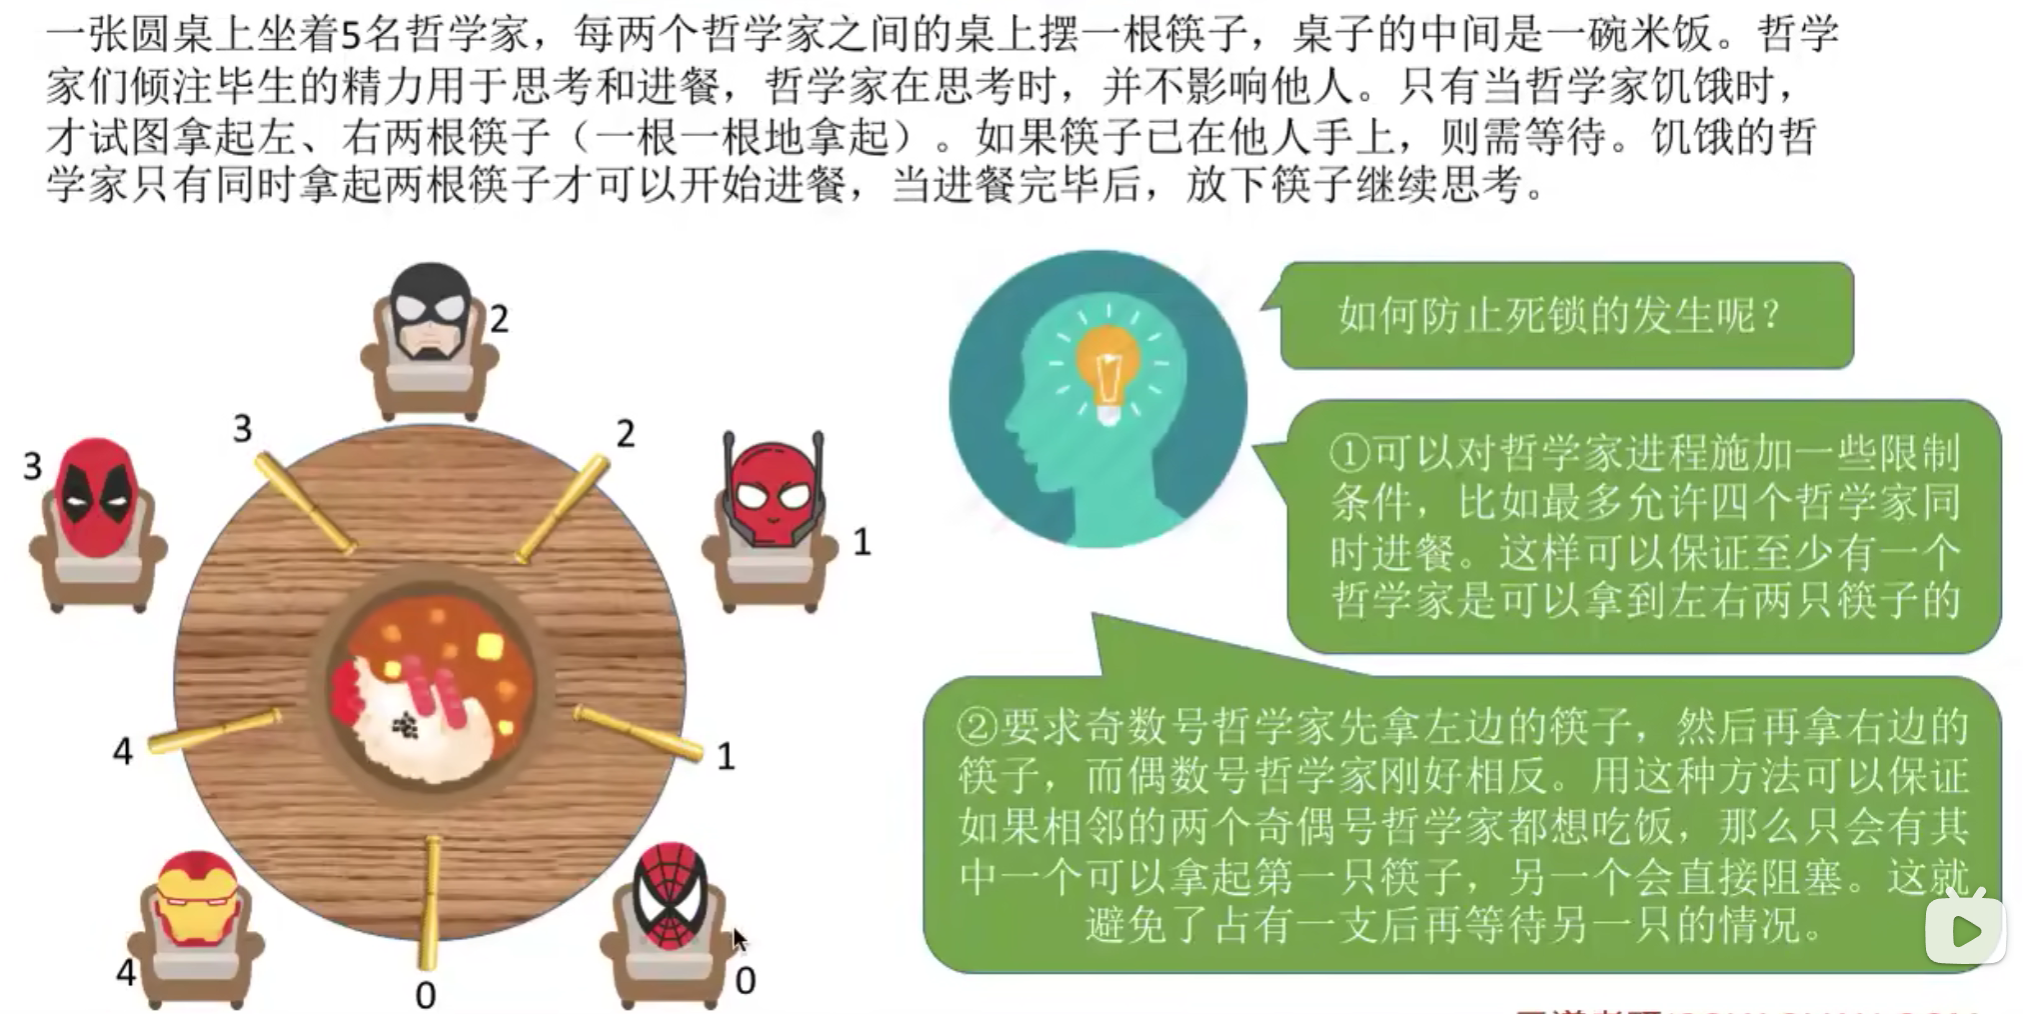 一张圆桌上坐着5名哲学家，每两个哲学家之间的桌上摆一根筷子，桌子的中间是一碗米饭。哲学
家们倾注毕生的精力用于思考和进餐，哲学家在思考时，并不影响他人。只有当哲学家饥饿时，
才试图拿起左、右两根筷子（一根一根地拿起）。如果筷子已在他人手上，则需等待。饥饿的哲
学家只有同时拿起两根筷子才可以开始进餐，当进餐完毕后，放下筷子继续思考。
2
3
2
3
1
4
1
4
0
0
如何防止死锁的发生呢？
①可以对哲学家进程施加一些限制
条件，比如最多允许四个哲学家同
时进餐。这样可以保证至少有一个
哲学家是可以拿到左右两只筷子的
②要求奇数号哲学家先拿左边的筷子，然后再拿右边的
筷子，而偶数号哲学家刚好相反。用这种方法可以保证
如果相邻的两个奇偶号哲学家都想吃饭，那么只会有其
中一个可以拿起第一只筷子，另一个会直接阻塞。这就
避免了占有一支后再等待另一只的情况。